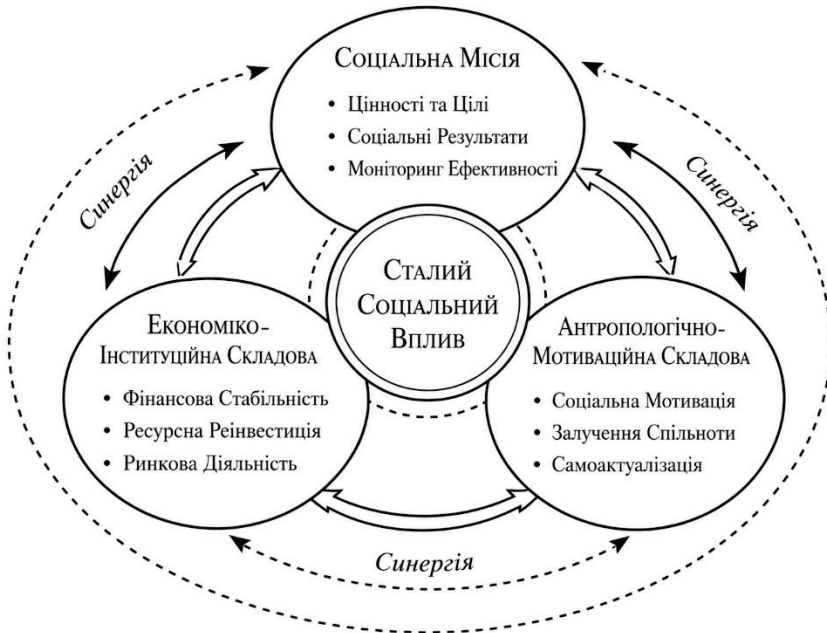 Соціальна Місія
• Цінності та Цілі
• Соціальні Результати
• Моніторинг Ефективності
Синергія
Синергія
Сталий
Соціальний
Вплив
Економіко-
Інституційна Складова
• Фінансова Стабільність
• Ресурсна Реінвестиція
• Ринкова Діяльність
Антропологічно-
Мотиваційна Складова
• Соціальна Мотивація
• Залучення Спільноти
• Самоактуалізація
Синергія